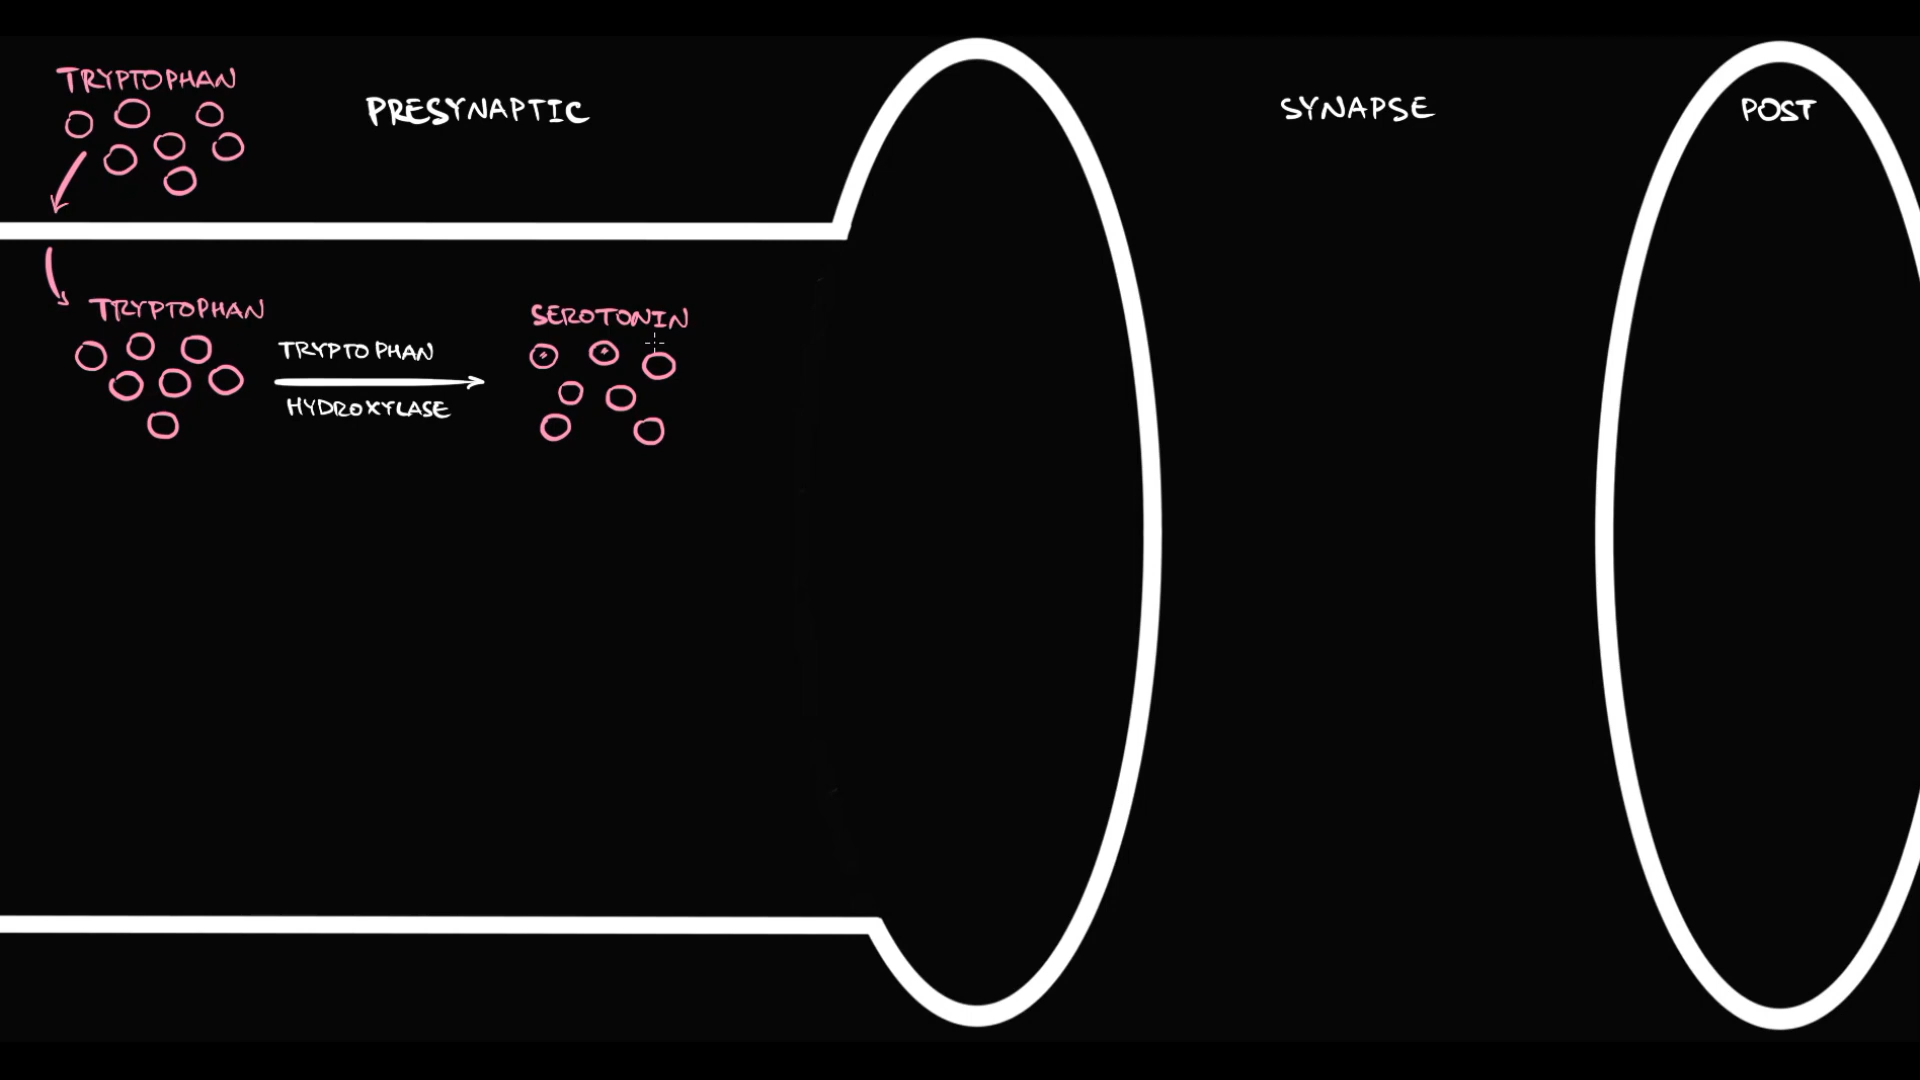 TRYPTOPHAN
PRESYNAPTIC
SYNAPSE
POST
TRYPTOPHAN
TRYPTOPHAN
HYDROXYLASE
SEROTONIN